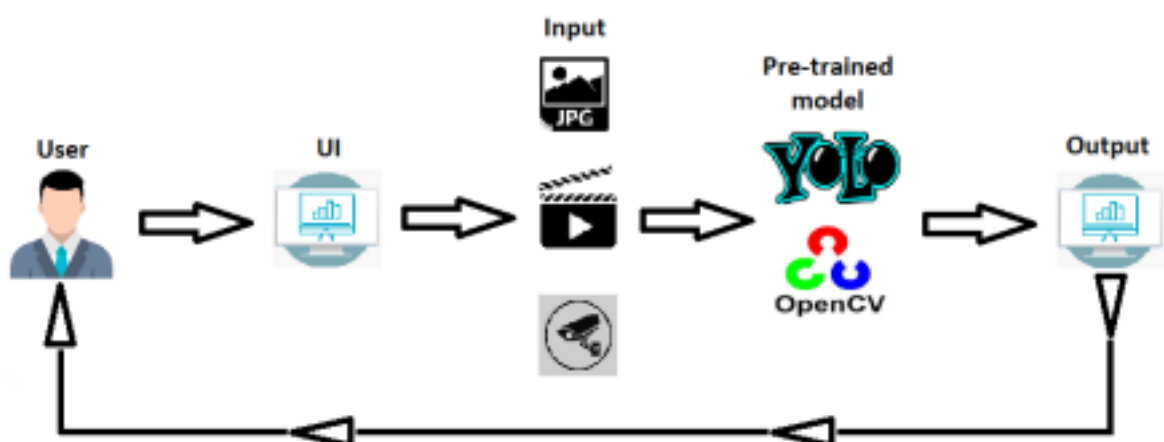 Input
Pre-trained
model
JPG
User
UI
YOLO
Output
OpenCV